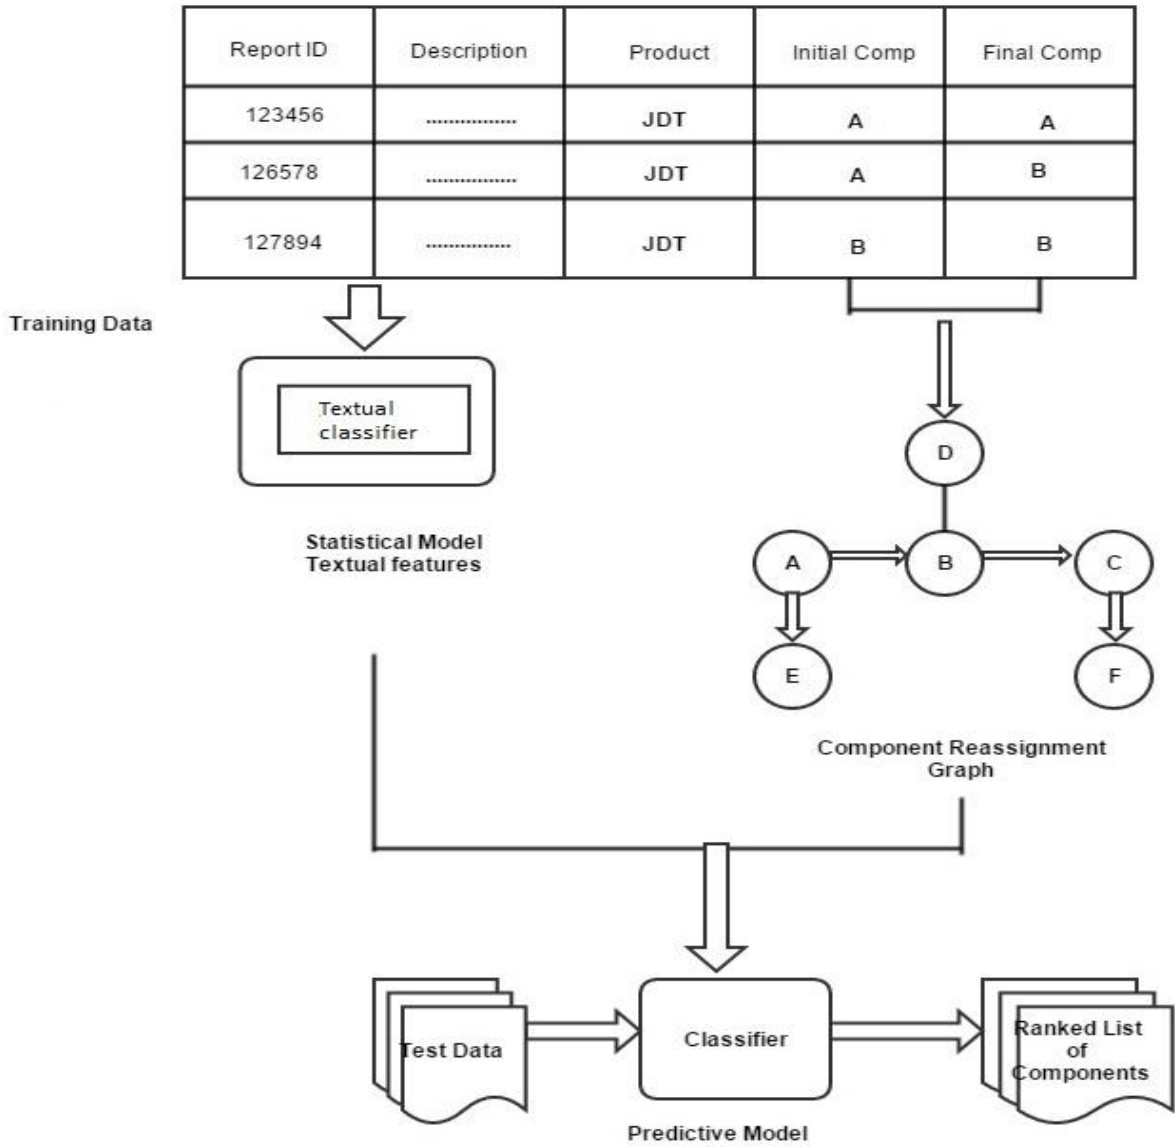 Report ID Description Product Initial Comp Final Comp
123456 ................ JDT A A
126578 ................ JDT A B
127894 ............... JDT B B
Training Data
Textual
classifier
Statistical Model
Textual features
D
A B C
E F
Component Reassignment
Graph
Test Data
Classifier
Ranked List
of
Components
Predictive Model